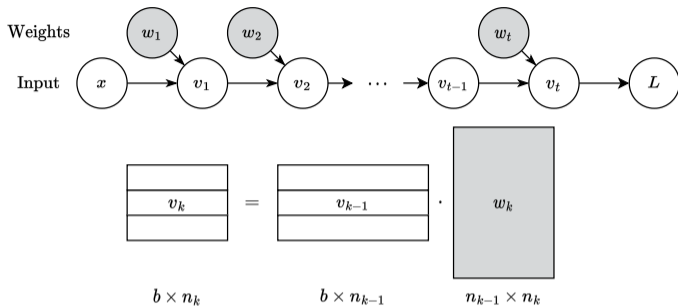 Weights w₁ w₂ wₜ
Input x v₁ v₂ ⋯ vₜ₋₁ vₜ L
vₖ = vₖ₋₁ · wₖ
b × nₖ b × nₖ₋₁ nₖ₋₁ × nₖ